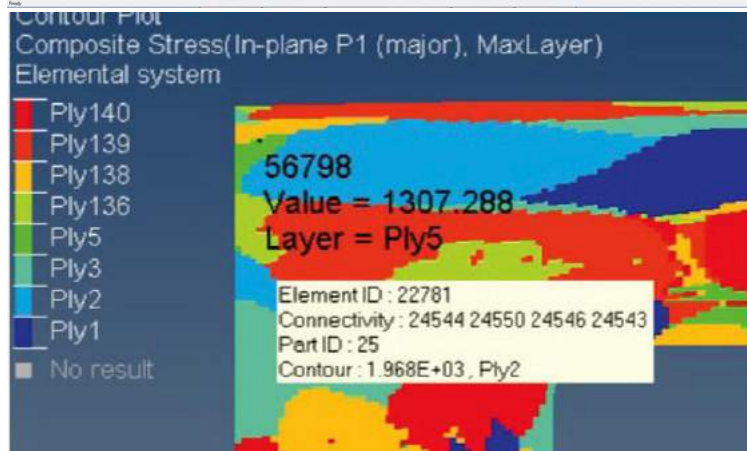 Ready
Contour Plot
Composite Stress(In-plane P1 (major), MaxLayer)
Elemental system
Ply140
Ply139
Ply138
Ply136
Ply5
Ply3
Ply2
Ply1
No result
56798
Value = 1307.288
Layer = Ply5
Element ID : 22781
Connectivity : 24544 24550 24546 24543
Part ID : 25
Contour : 1.968E+03 , Ply2